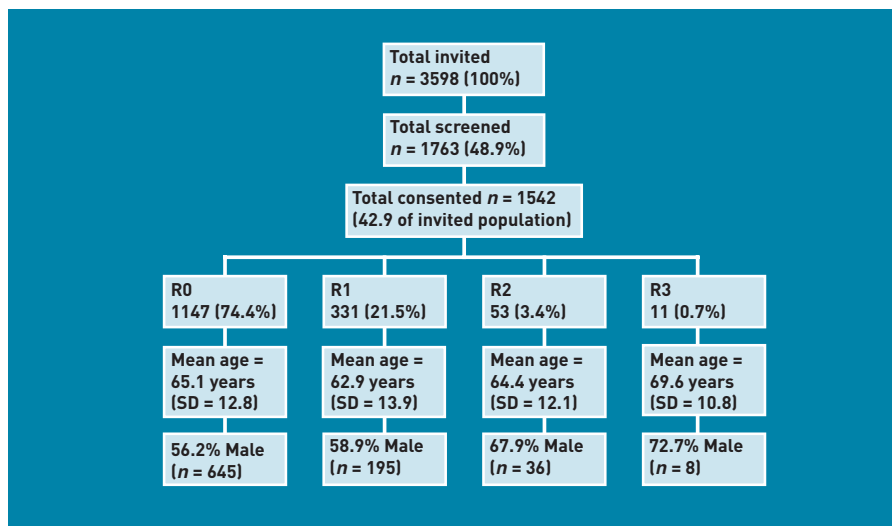 Total invited
n = 3598 (100%)
Total screened
n = 1763 (48.9%)
Total consented n = 1542
(42.9 of invited population)
R0
1147 (74.4%)
R1
331 (21.5%)
R2
53 (3.4%)
R3
11 (0.7%)
Mean age =
65.1 years
(SD = 12.8)
Mean age =
62.9 years
(SD = 13.9)
Mean age =
64.4 years
(SD = 12.1)
Mean age =
69.6 years
(SD = 10.8)
56.2% Male
(n = 645)
58.9% Male
(n = 195)
67.9% Male
(n = 36)
72.7% Male
(n = 8)